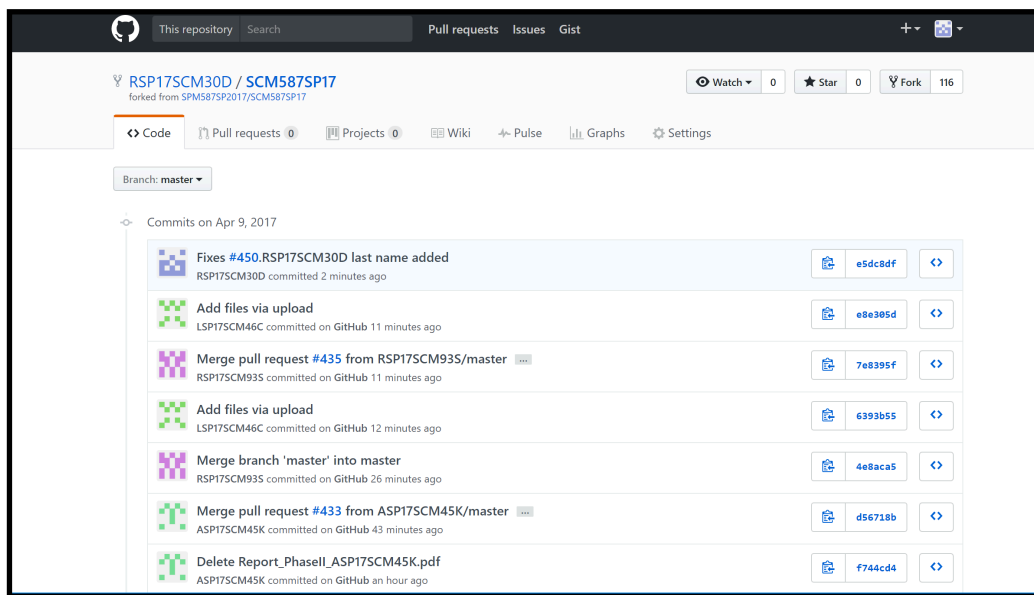 This repository Search Pull requests Issues Gist
RSP17SCM30D / SCM587SP17 Watch 0 Star 0 Fork 116
forked from SPM587SP2017/SCM587SP17
<> Code Pull requests 0 Projects 0 Wiki Pulse Graphs Settings
Branch: master
Commits on Apr 9, 2017
Fixes #450.RSP17SCM30D last name added
RSP17SCM30D committed 2 minutes ago
e5dc8df
Add files via upload
LSP17SCM46C committed on GitHub 11 minutes ago
e8e305d
Merge pull request #435 from RSP17SCM93S/master ...
RSP17SCM93S committed on GitHub 11 minutes ago
7e8395f
Add files via upload
LSP17SCM46C committed on GitHub 12 minutes ago
6393b55
Merge branch 'master' into master
RSP17SCM93S committed on GitHub 26 minutes ago
4e8aca5
Merge pull request #433 from ASP17SCM45K/master ...
ASP17SCM45K committed on GitHub 43 minutes ago
d56718b
Delete Report_PhaseII_ASP17SCM45K.pdf
ASP17SCM45K committed on GitHub an hour ago
f744cd4